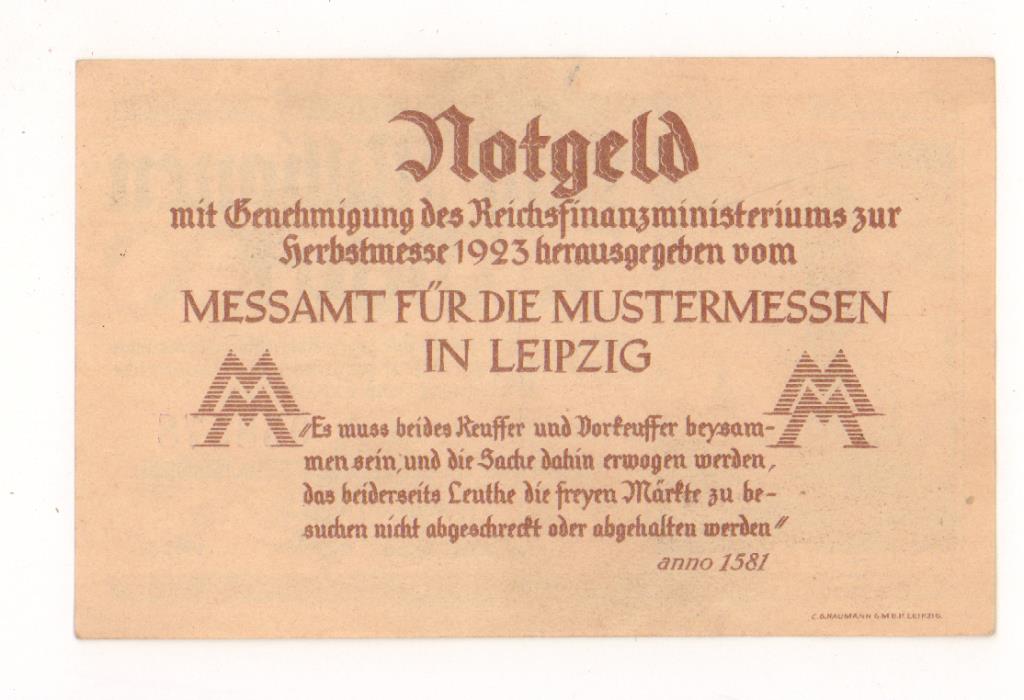 Notgeld
mit Genehmigung des Reichsfinanzministeriums zur
Herbstmesse 1923 herausgegeben vom
MESSAMT FÜR DIE MUSTERMESSEN
IN LEIPZIG
MM MM
"Es muss beides Keuffer und Vorkeuffer beysam-
men sein, und die Sache dahin erwogen werden,
das beiderseits Leuthe die freyen Märkte zu be-
suchen nicht abgeschreckt oder abgehalten werden"
anno 1581
C.G.NAUMANN G.M.B.H. LEIPZIG.